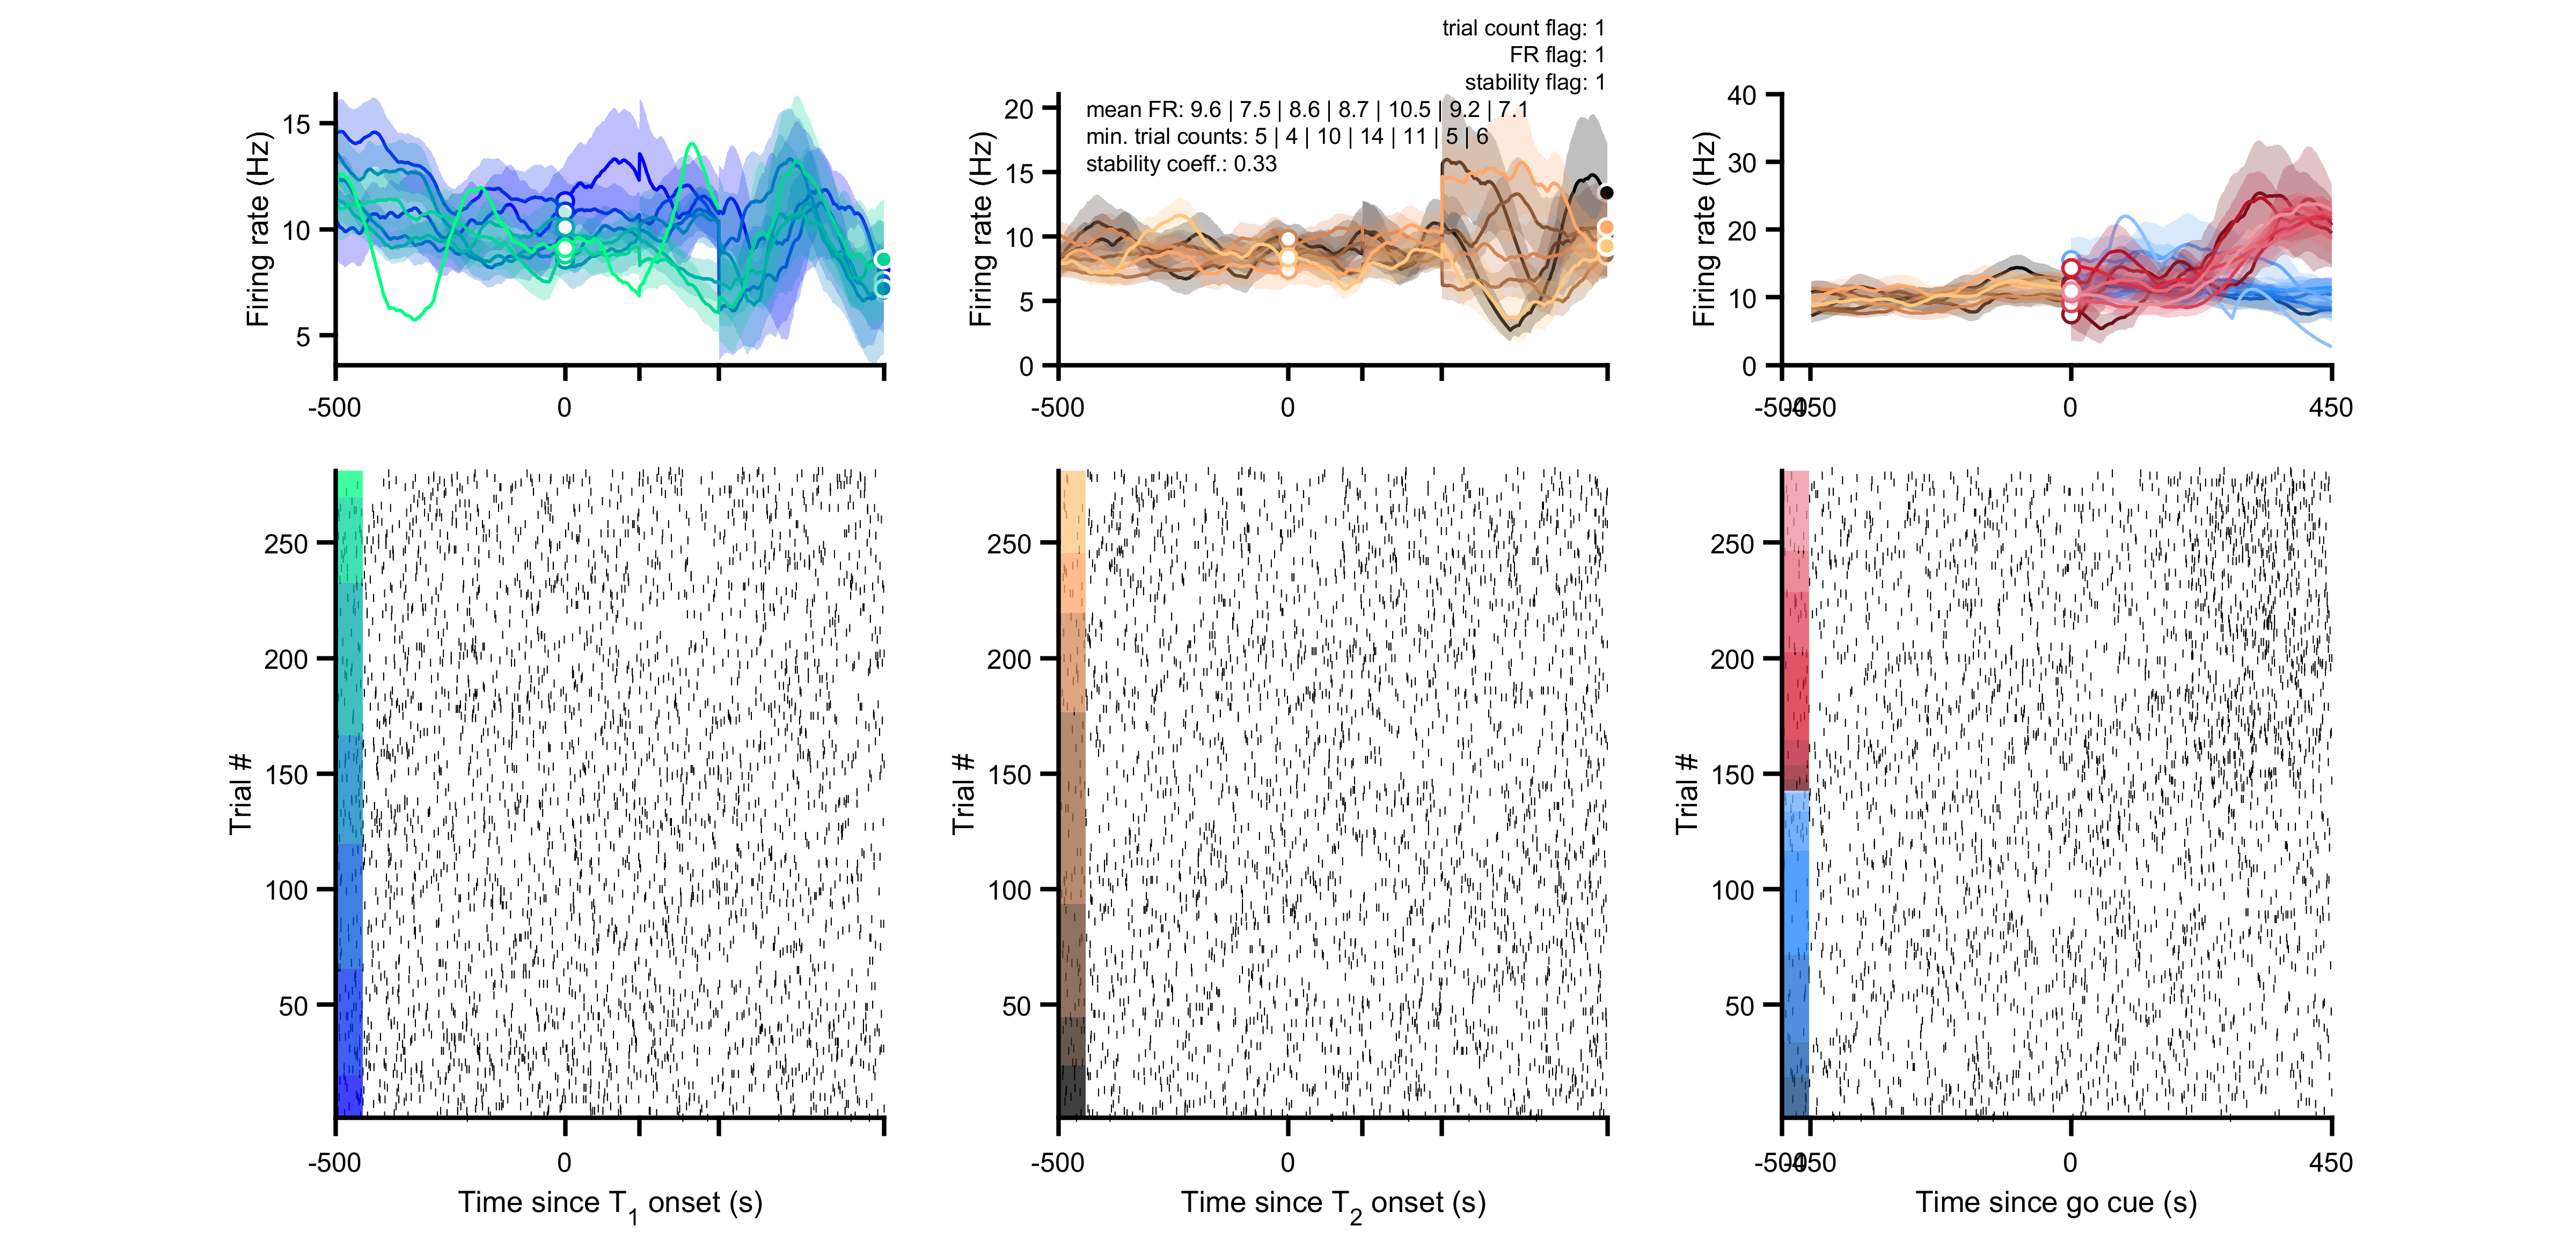 trial count flag: 1
FR flag: 1
stability flag: 1
mean FR: 9.6 | 7.5 | 8.6 | 8.7 | 10.5 | 9.2 | 7.1
min. trial counts: 5 | 4 | 10 | 14 | 11 | 5 | 6
stability coeff.: 0.33
Firing rate (Hz)
15
10
5
-500
0
Firing rate (Hz)
20
15
10
5
0
-500
0
Firing rate (Hz)
40
30
20
10
0
-500
-450
0
450
Trial #
250
200
150
100
50
-500
0
Time since T1 onset (s)
Trial #
250
200
150
100
50
-500
0
Time since T2 onset (s)
Trial #
250
200
150
100
50
-500
-450
0
450
Time since go cue (s)